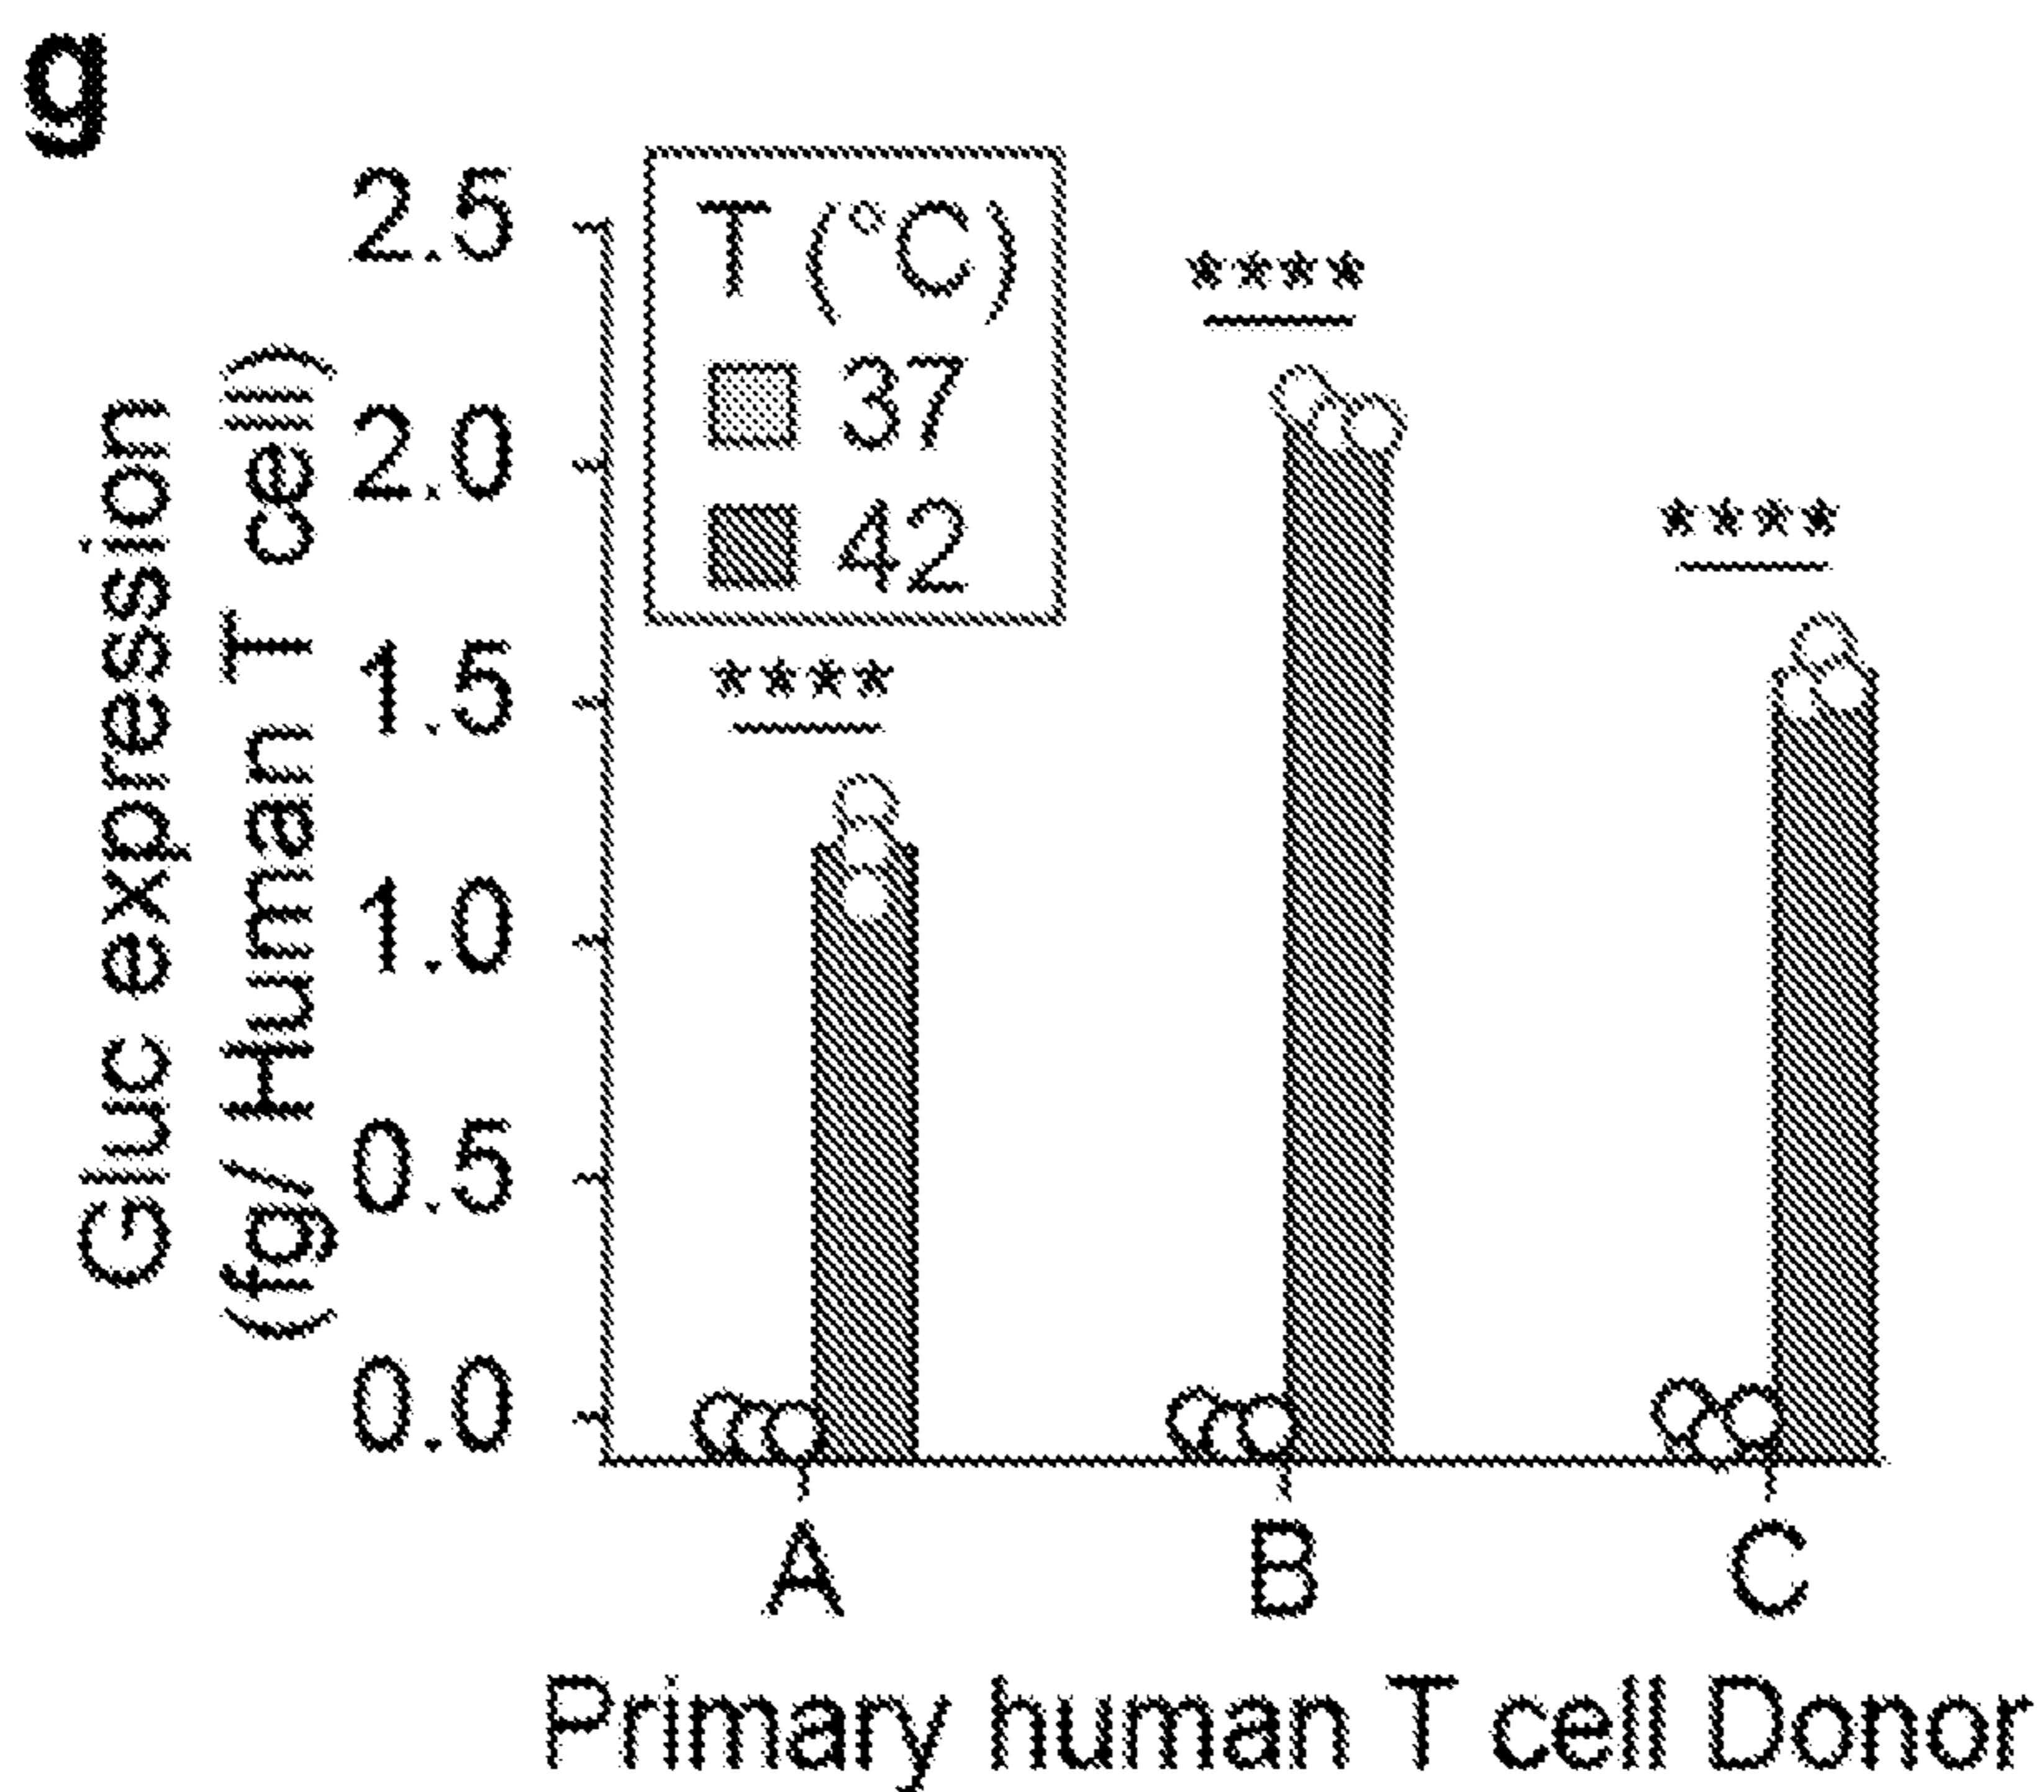 g
Gluc expression
(fg/ Human T cell)
2.5
2.0
1.5
1.0
0.5
0.0
T (°C)
37
42
****
****
****
A
B
C
Primary human T cell Donor